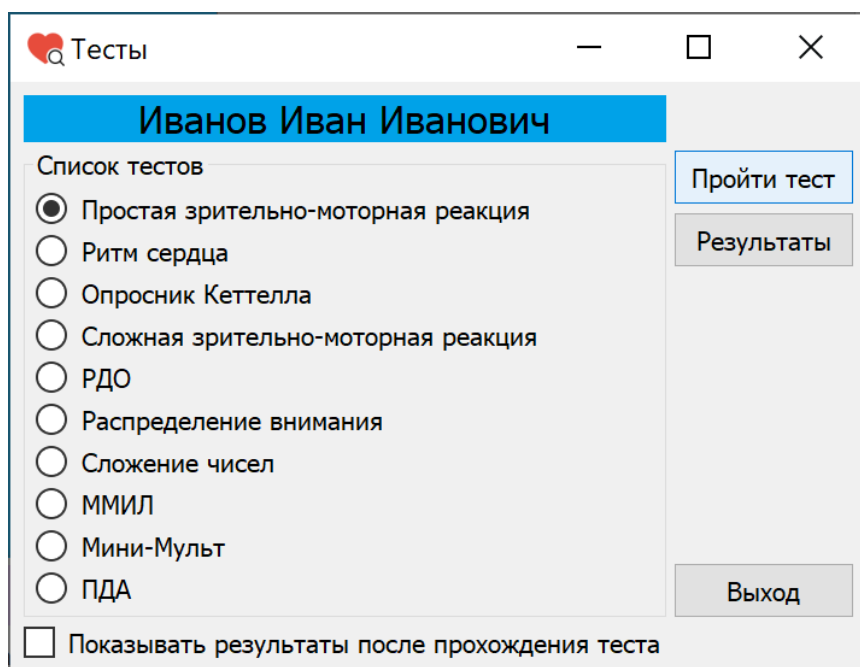 Тесты
Иванов Иван Иванович
Список тестов
Простая зрительно-моторная реакция
Ритм сердца
Опросник Кеттелла
Сложная зрительно-моторная реакция
РДО
Распределение внимания
Сложение чисел
ММИЛ
Мини-Мульт
ПДА
Показывать результаты после прохождения теста
Пройти тест
Результаты
Выход